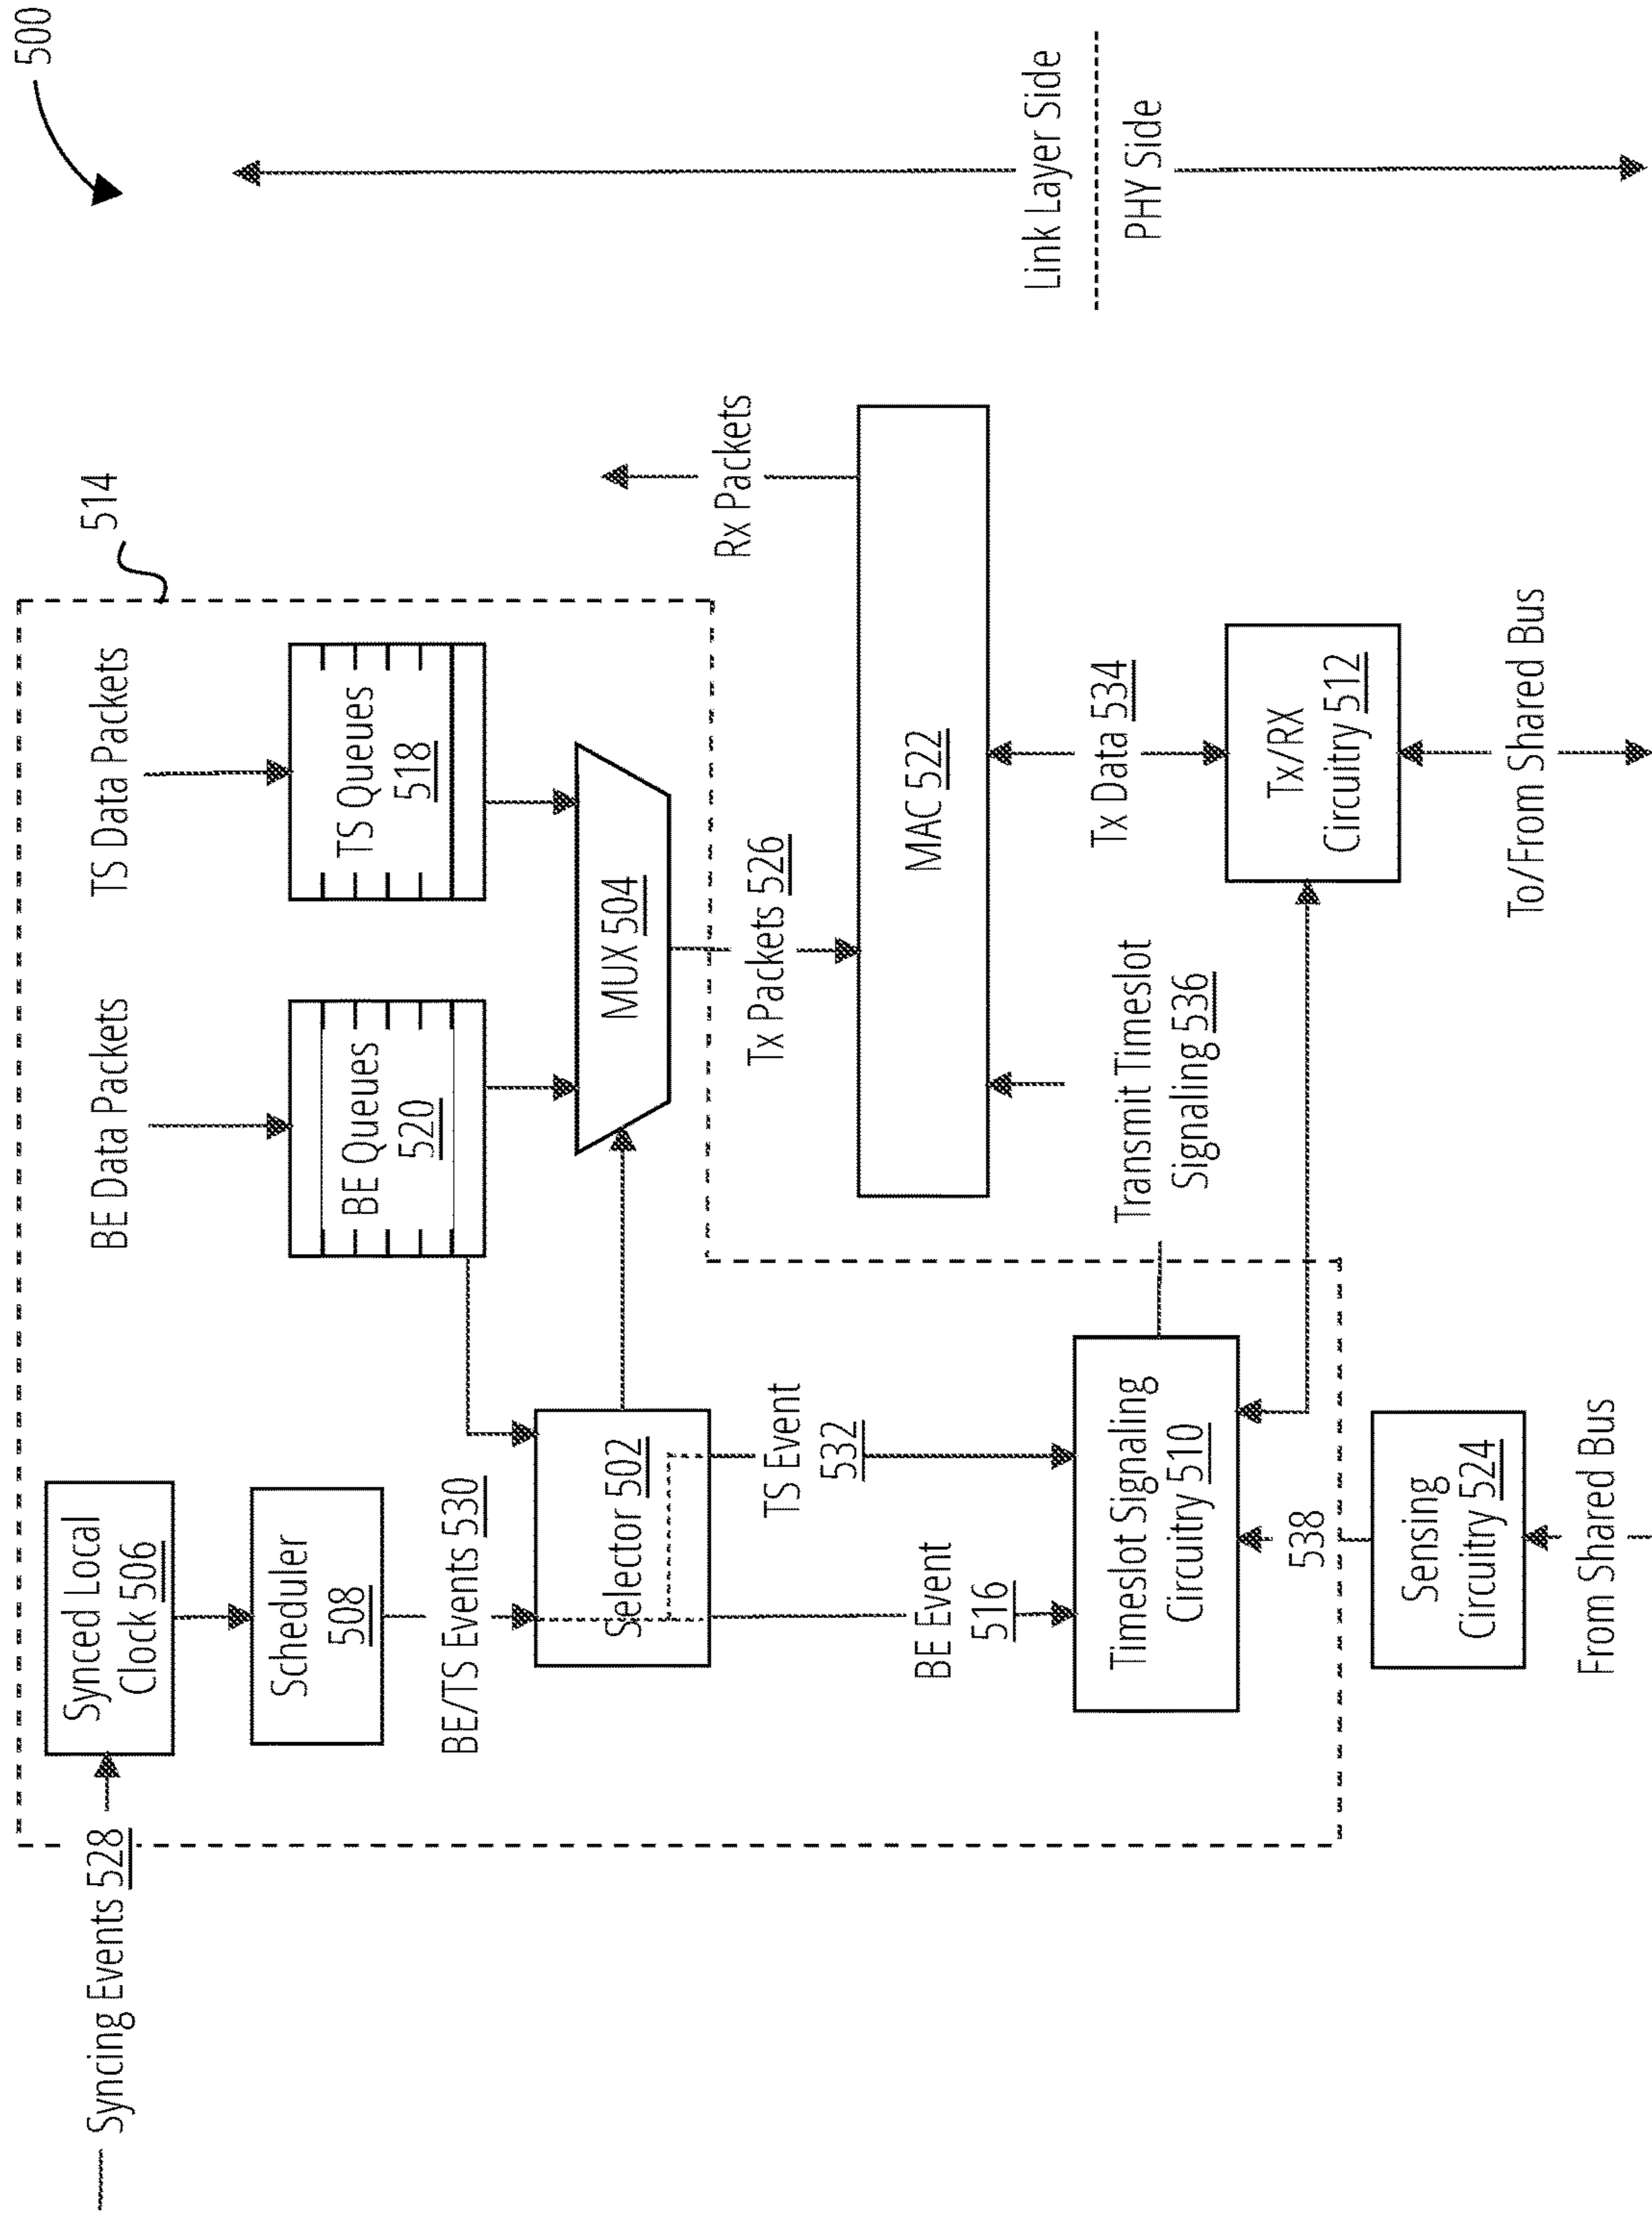 500
514
Syncing Events 528
Synced Local
Clock 506
BE Data Packets
TS Data Packets
Scheduler
508
BE Queues
520
TS Queues
518
BE/TS Events 530
Selector 502
MUX 504
Rx Packets
TS Event
532
Tx Packets 526
BE Event
516
MAC 522
Link Layer Side
PHY Side
Transmit Timeslot
Signaling 536
Tx Data 534
Timeslot Signaling
Circuitry 510
Tx/RX
Circuitry 512
538
Sensing
Circuitry 524
From Shared Bus
To/From Shared Bus